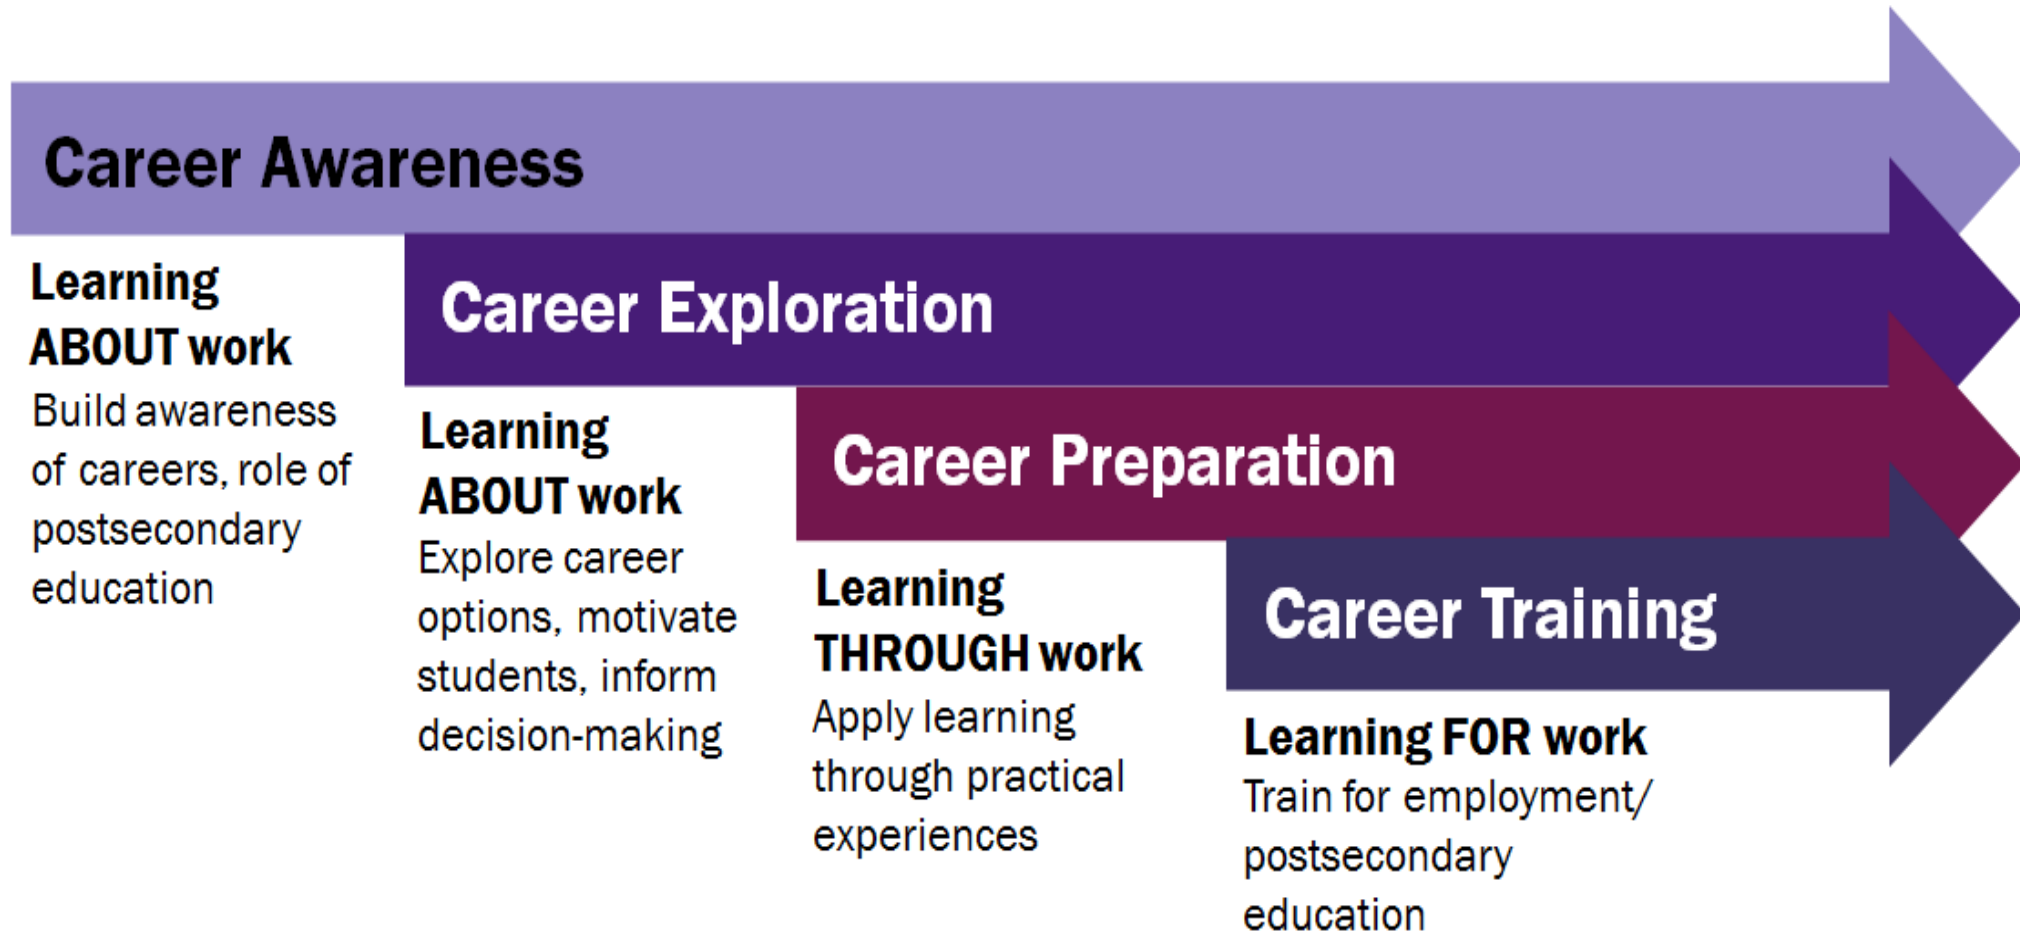 Career Awareness
Learning
ABOUT work
Build awareness
of careers, role of
postsecondary
education
Career Exploration
Learning
ABOUT work
Explore career
options, motivate
students, inform
decision-making
Career Preparation
Learning
THROUGH work
Apply learning
through practical
experiences
Career Training
Learning FOR work
Train for employment/
postsecondary
education